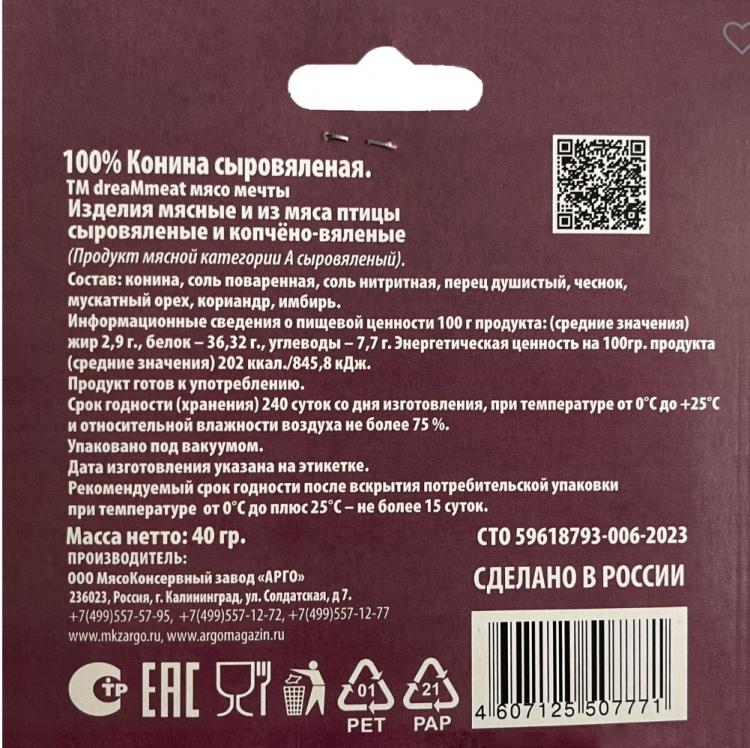 100% Конина сыровяленая.
ТМ dreaMmeat мясо мечты
Изделия мясные и из мяса птицы
сыровяленые и копчёно-вяленые
(Продукт мясной категории А сыровяленый).
Состав: конина, соль поваренная, соль нитритная, перец душистый, чеснок,
мускатный орех, кориандр, имбирь.
Информационные сведения о пищевой ценности 100 г продукта: (средние значения)
жир 2,9 г., белок – 36,32 г., углеводы – 7,7 г. Энергетическая ценность на 100гр. продукта
(средние значения) 202 ккал./845,8 кДж.
Продукт готов к употреблению.
Срок годности (хранения) 240 суток со дня изготовления, при температуре от 0°С до +25°С
и относительной влажности воздуха не более 75 %.
Упаковано под вакуумом.
Дата изготовления указана на этикетке.
Рекомендуемый срок годности после вскрытия потребительской упаковки
при температуре от 0°С до плюс 25°С – не более 15 суток.
Масса нетто: 40 гр.
СТО 59618793-006-2023
ПРОИЗВОДИТЕЛЬ:
СДЕЛАНО В РОССИИ
ООО МясоКонсервный завод «АРГО»
236023, Россия, г. Калининград, ул. Солдатская, д 7.
+7(499)557-57-95, +7(499)557-12-72, +7(499)557-12-77
www.mkzargo.ru, www.argomagazin.ru
СТР EAC 01 21
PET PAP
4 607125 507771